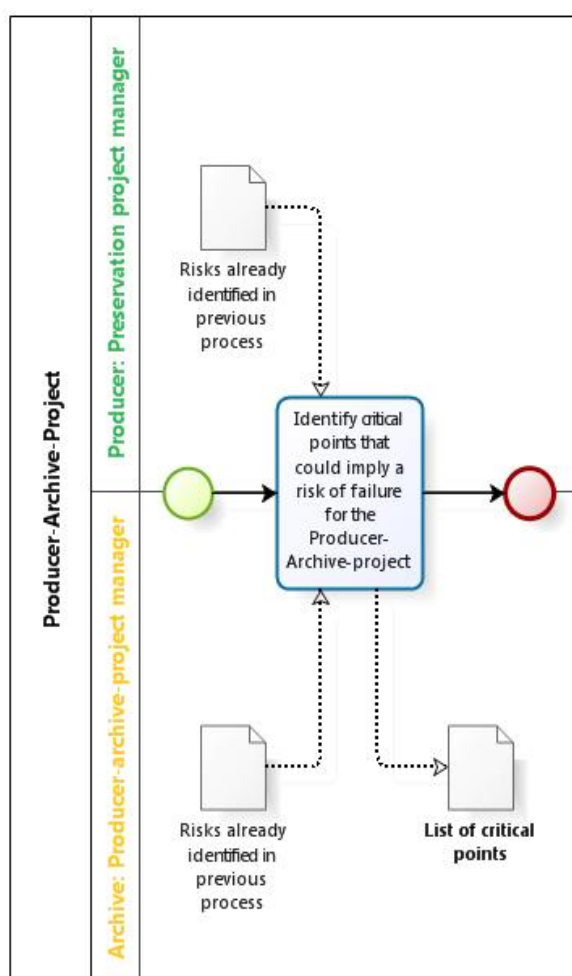 Producer-Archive-Project
Producer: Preservation project manager
Archive: Producer-archive-project manager
Risks already
identified in
previous
process
Identify critical
points that
could imply a
risk of failure
for the
Producer-
Archive-project
Risks already
identified in
previous
process
List of critical
points